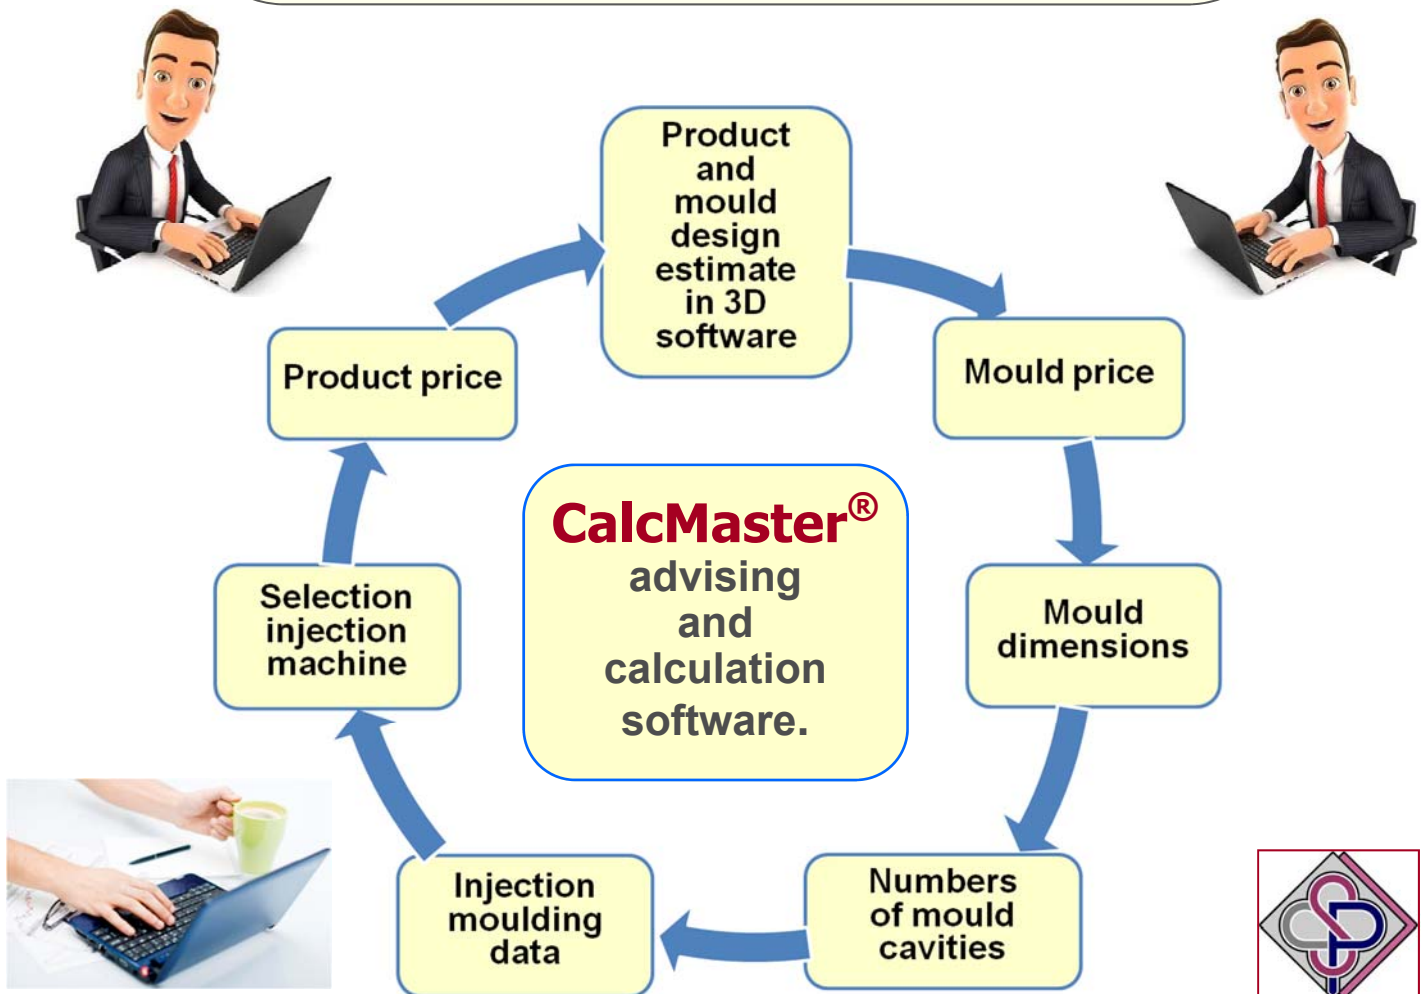 Product
and
mould
design
estimate
in 3D
software
Mould price
Mould
dimensions
Numbers
of mould
cavities
Injection
moulding
data
Selection
injection
machine
Product price
CalcMaster®
advising
and
calculation
software.